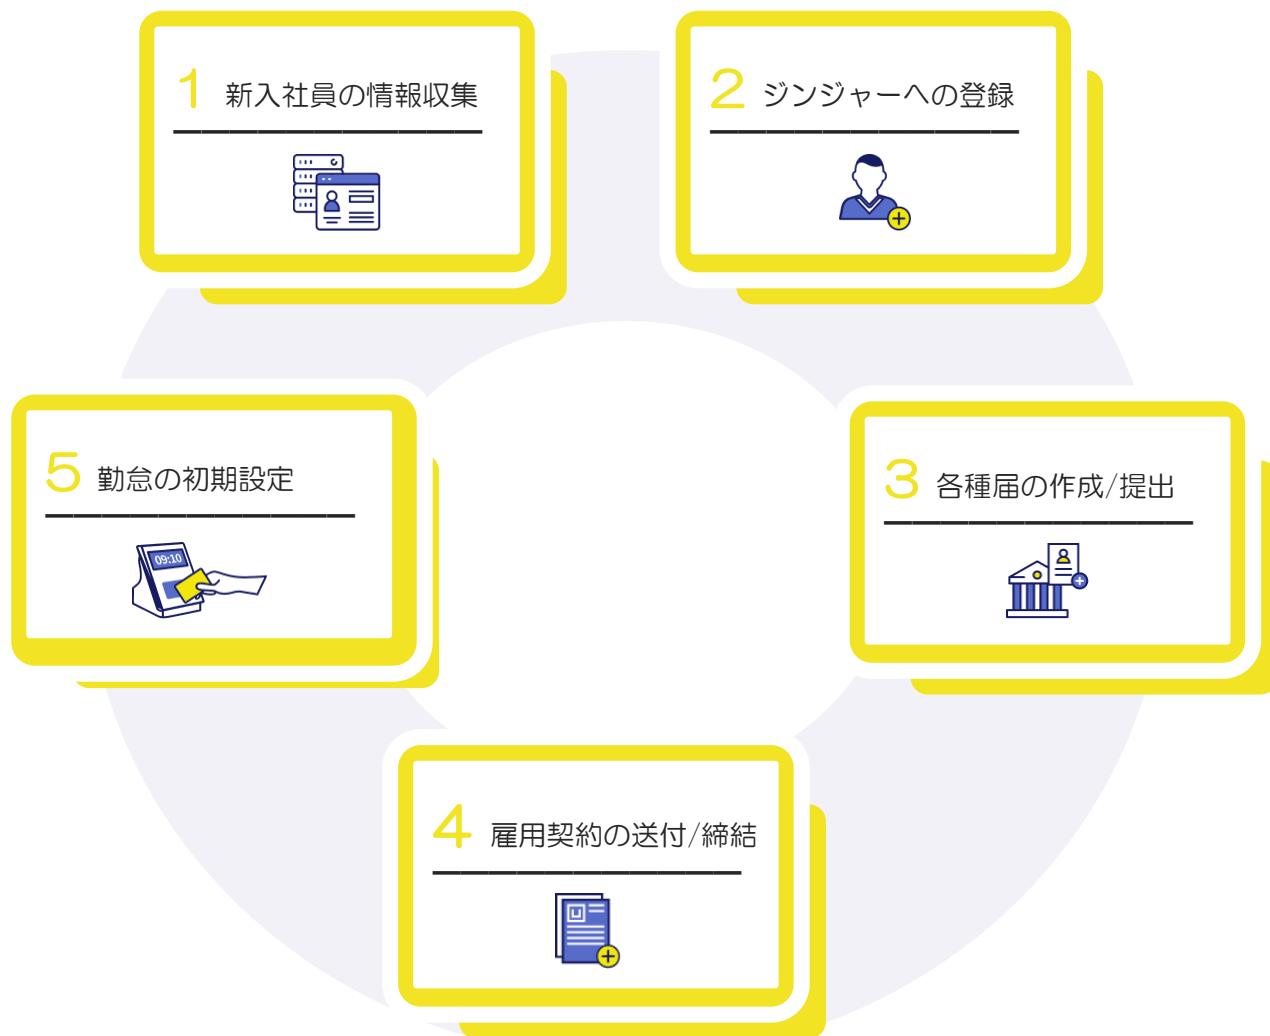 1 新入社員の情報収集
2 ジンジャーへの登録
3 各種届の作成/提出
4 雇用契約の送付/締結
5 勤怠の初期設定
09:10